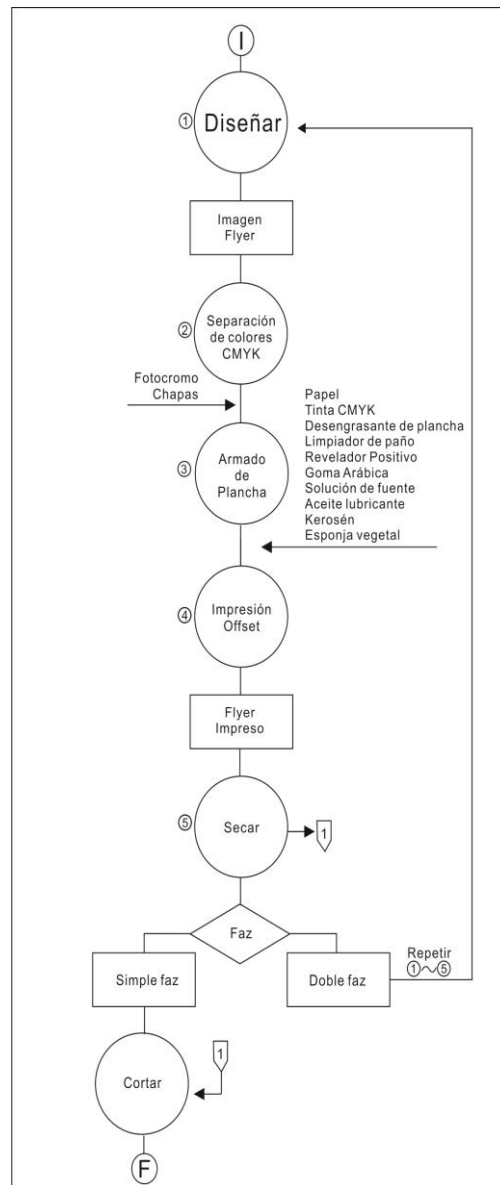 I
① Diseñar
Imagen
Flyer
② Separación
de colores
CMYK
Fotocromo
Chapas
③ Armado
de
Plancha
Papel
Tinta CMYK
Desengrasante de plancha
Limpiador de paño
Revelador Positivo
Goma Arábica
Solución de fuente
Aceite lubricante
Kerosén
Esponja vegetal
④ Impresión
Offset
Flyer
Impreso
⑤ Secar
1
Faz
Simple faz
Doble faz
Repetir
①~⑤
Cortar
1
F